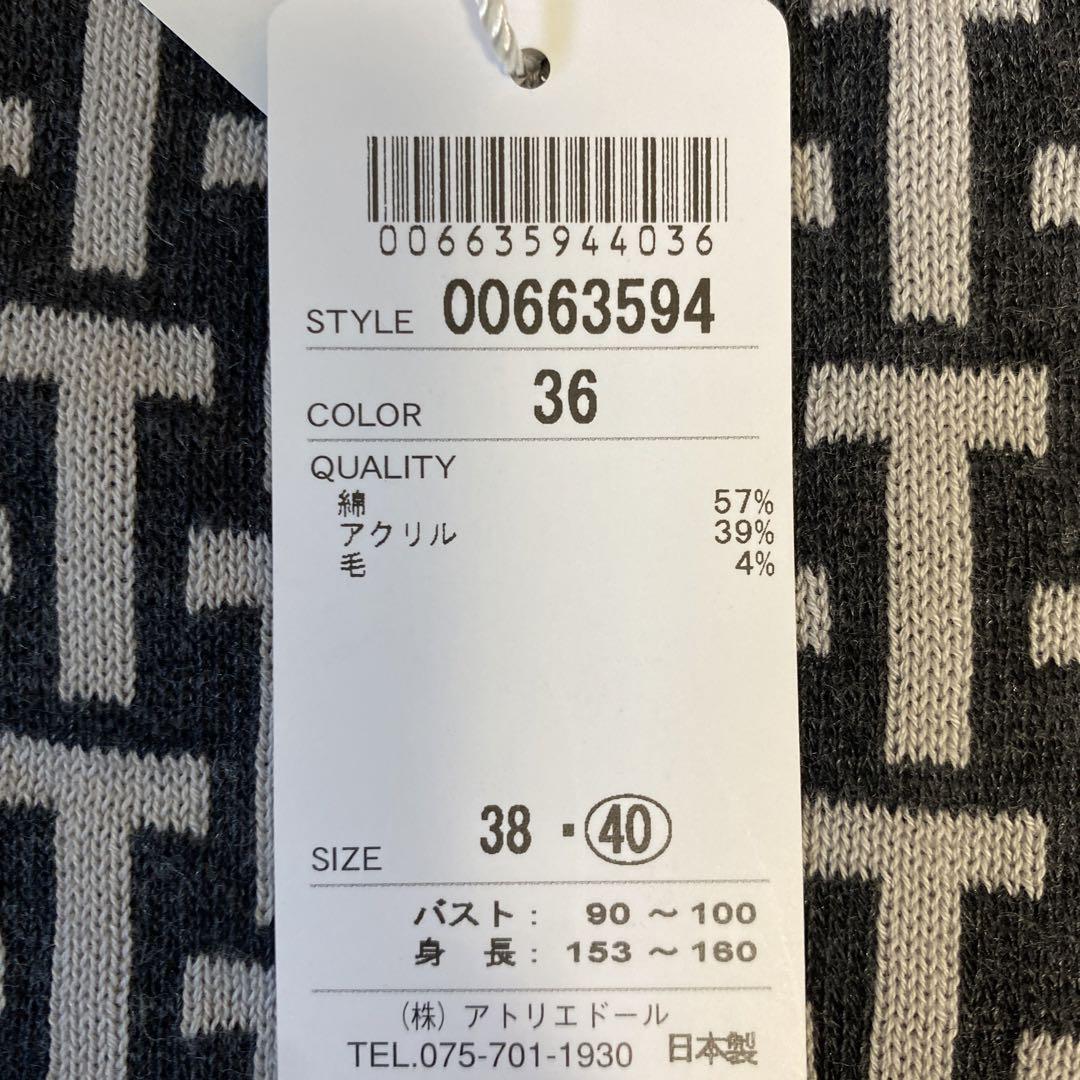 006635944036
STYLE 00663594
COLOR 36
QUALITY
綿 57%
アクリル 39%
毛 4%
SIZE 38・40
バスト: 90 ~ 100
身 長: 153 ~ 160
(株) アトリエドール
TEL.075-701-1930 日本製